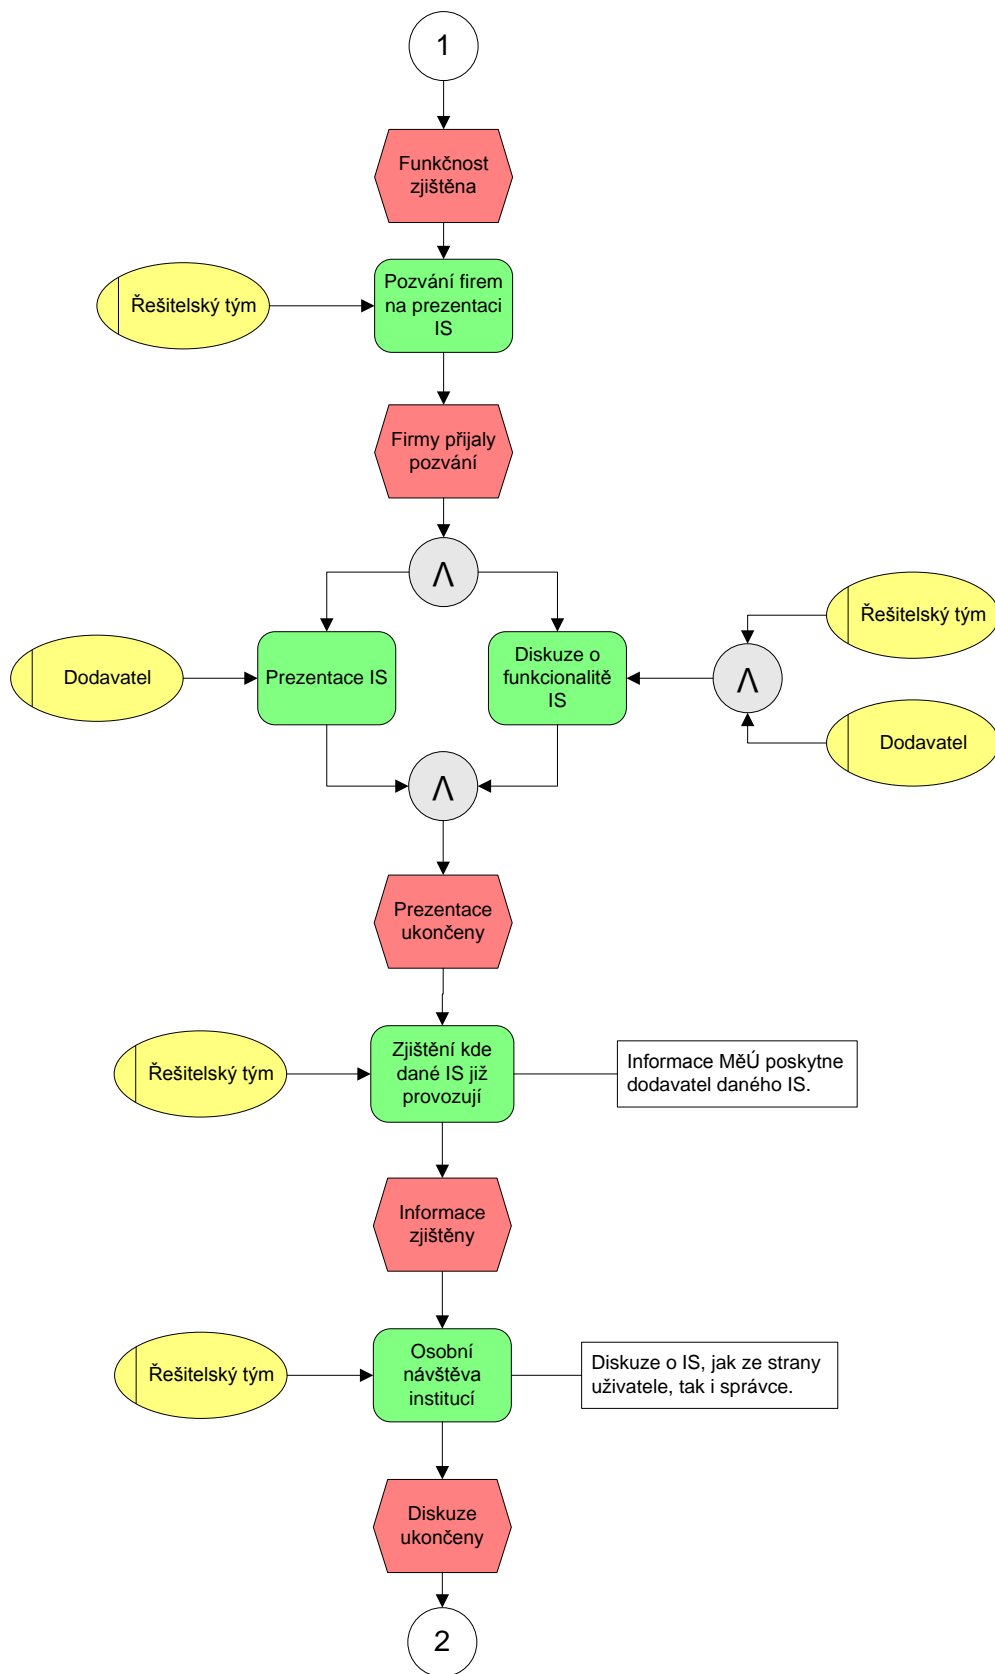 1
Funkčnost
zjištěna
Řešitelský tým
Pozvání firem
na prezentaci
IS
Firmy přijaly
pozvání
Λ
Dodavatel
Prezentace IS
Diskuze o
funkcionalitě
IS
Λ
Řešitelský tým
Dodavatel
Λ
Prezentace
ukončeny
Řešitelský tým
Zjištění kde
dané IS již
provozují
Informace MěÚ poskytne
dodavatel daného IS.
Informace
zjištěny
Řešitelský tým
Osobní
návštěva
institucí
Diskuze o IS, jak ze strany
uživatele, tak i správce.
Diskuze
ukončeny
2